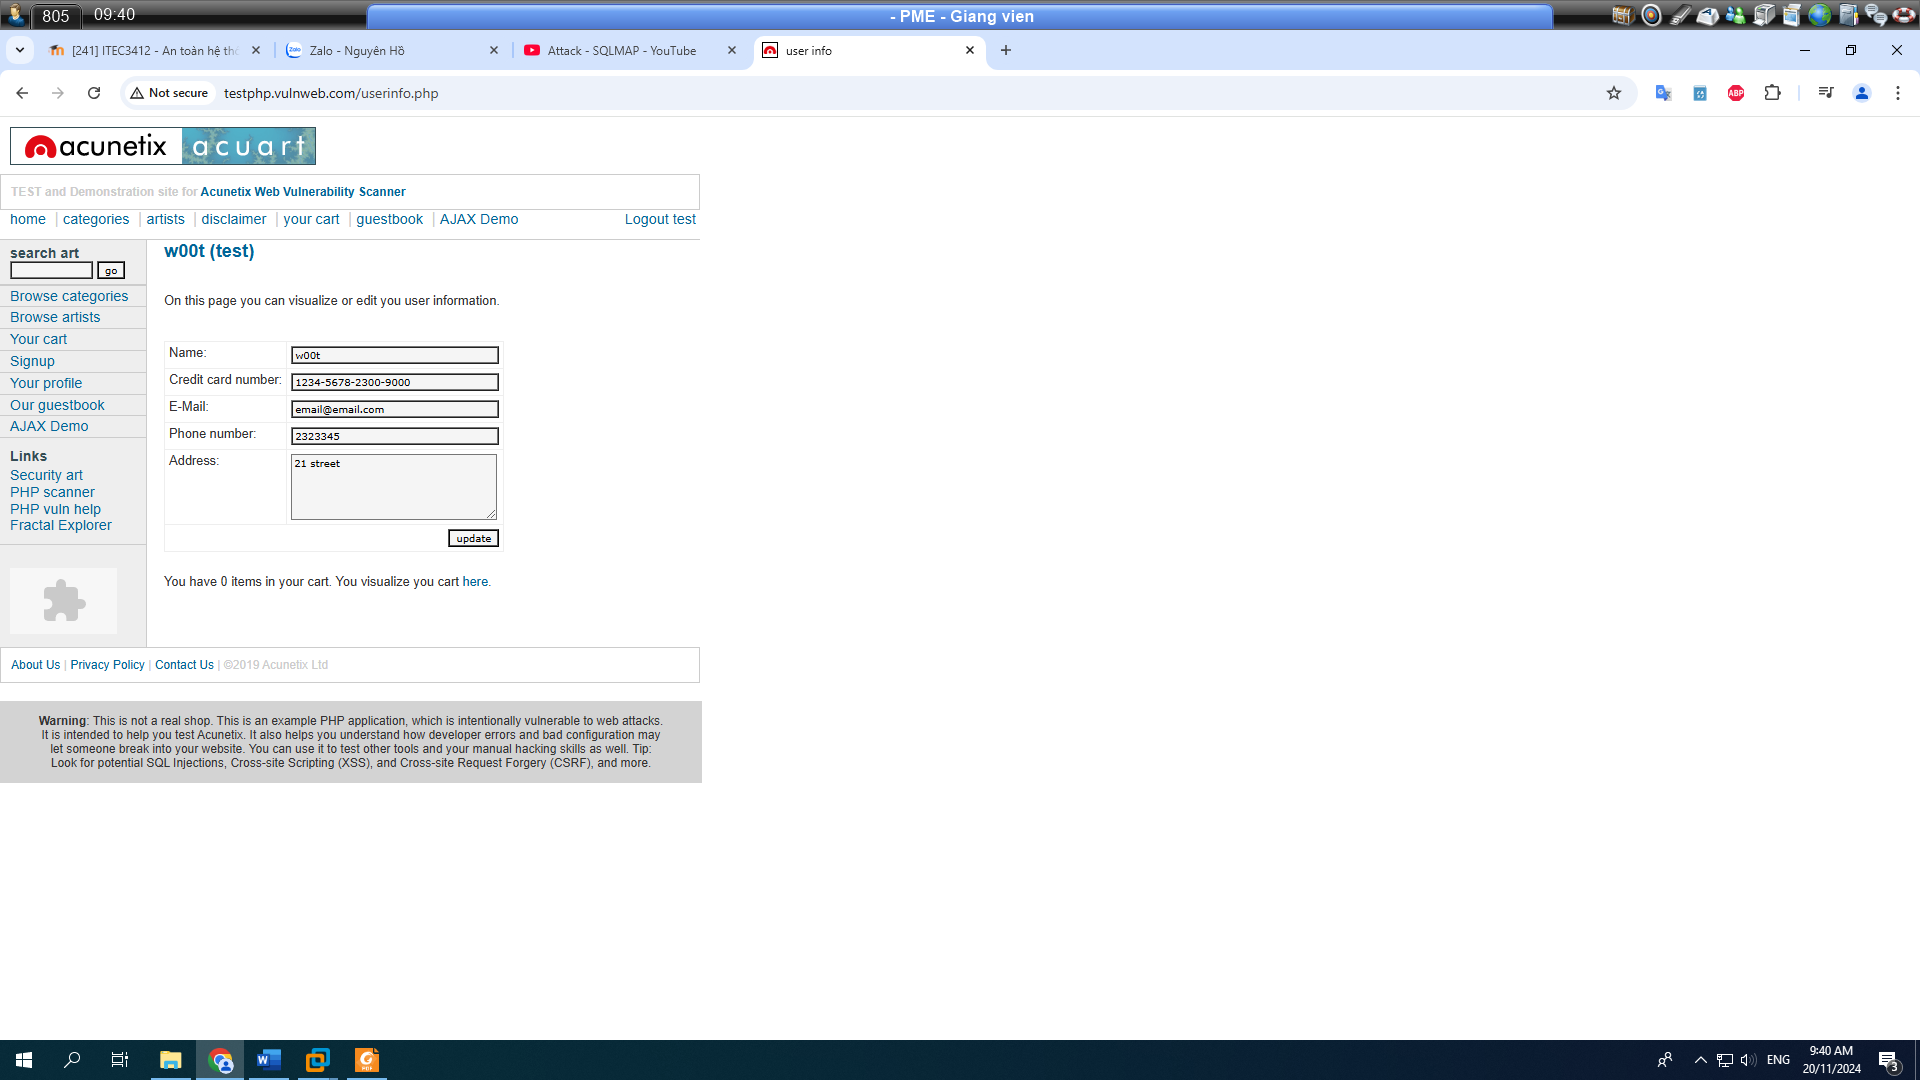 805 09:40 - PME - Giang vien
[241] ITEC3412 - An toàn hệ thố
Zalo - Nguyên Hồ
Attack - SQLMAP - YouTube
user info
Not secure testphp.vulnweb.com/userinfo.php
ABP
acunetix acuart
TEST and Demonstration site for Acunetix Web Vulnerability Scanner
home | categories | artists | disclaimer | your cart | guestbook | AJAX Demo Logout test
search art
go
Browse categories
Browse artists
Your cart
Signup
Your profile
Our guestbook
AJAX Demo
Links
Security art
PHP scanner
PHP vuln help
Fractal Explorer
w00t (test)
On this page you can visualize or edit you user information.
Name: w00t
Credit card number: 1234-5678-2300-9000
E-Mail: email@email.com
Phone number: 2323345
Address: 21 street
update
You have 0 items in your cart. You visualize you cart here.
About Us | Privacy Policy | Contact Us | ©2019 Acunetix Ltd
Warning: This is not a real shop. This is an example PHP application, which is intentionally vulnerable to web attacks.
It is intended to help you test Acunetix. It also helps you understand how developer errors and bad configuration may
let someone break into your website. You can use it to test other tools and your manual hacking skills as well. Tip:
Look for potential SQL Injections, Cross-site Scripting (XSS), and Cross-site Request Forgery (CSRF), and more.
ENG
9:40 AM
20/11/2024
3